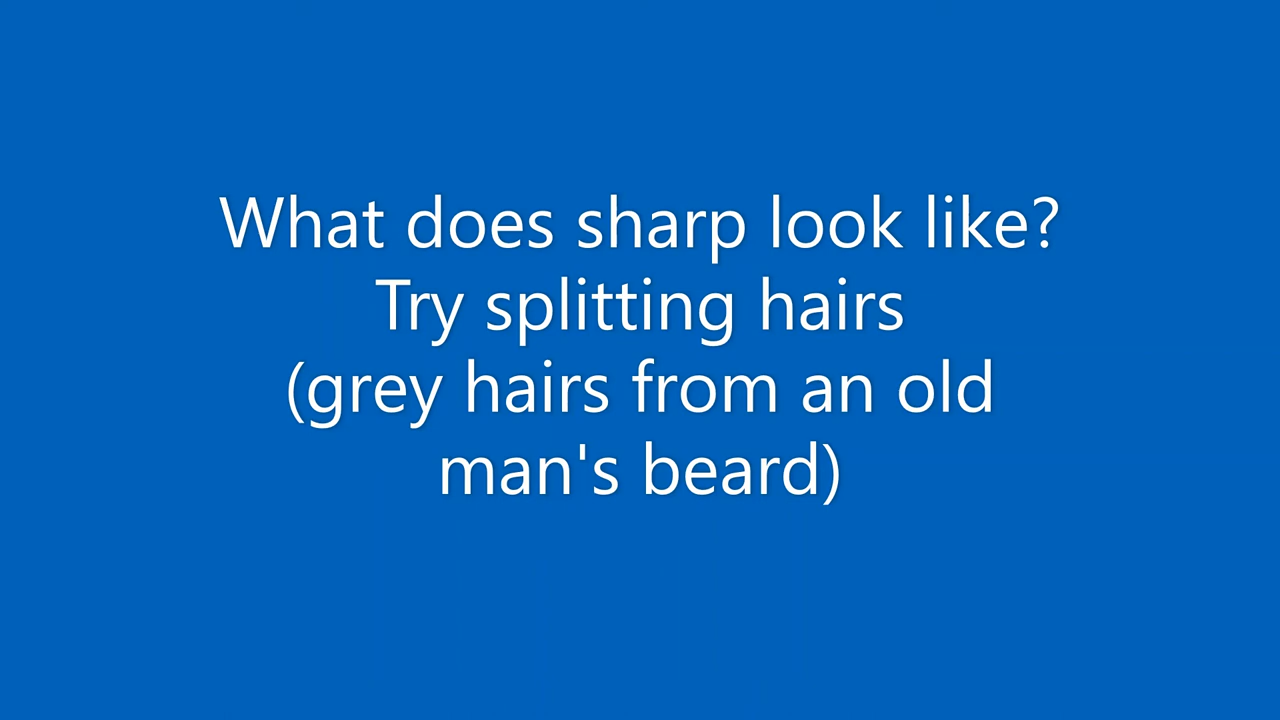 What does sharp look like?
Try splitting hairs
(grey hairs from an old
man's beard)